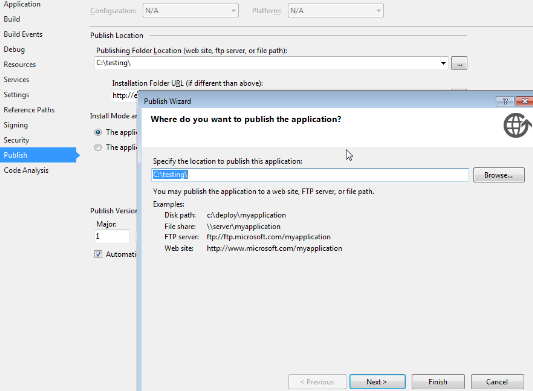 Application
Configuration: N/A Platform: N/A
Build
Build Events
Publish Location
Debug
Publishing Folder Location (web site, ftp server, or file path):
Resources
C:\testing\ ...
Services
Installation Folder URL (if different than above):
Settings
http://e
Reference Paths
Install Mode an
Signing
The applic
Security
The applic
Publish
Code Analysis
Publish Version
Major:
1
Automati
Publish Wizard
Where do you want to publish the application?
Specify the location to publish this application:
C:\testing\ Browse...
You may publish the application to a web site, FTP server, or file path.
Examples:
Disk path: c:\deploy\myapplication
File share: \\server\myapplication
FTP server: ftp://ftp.microsoft.com/myapplication
Web site: http://www.microsoft.com/myapplication
< Previous Next > Finish Cancel